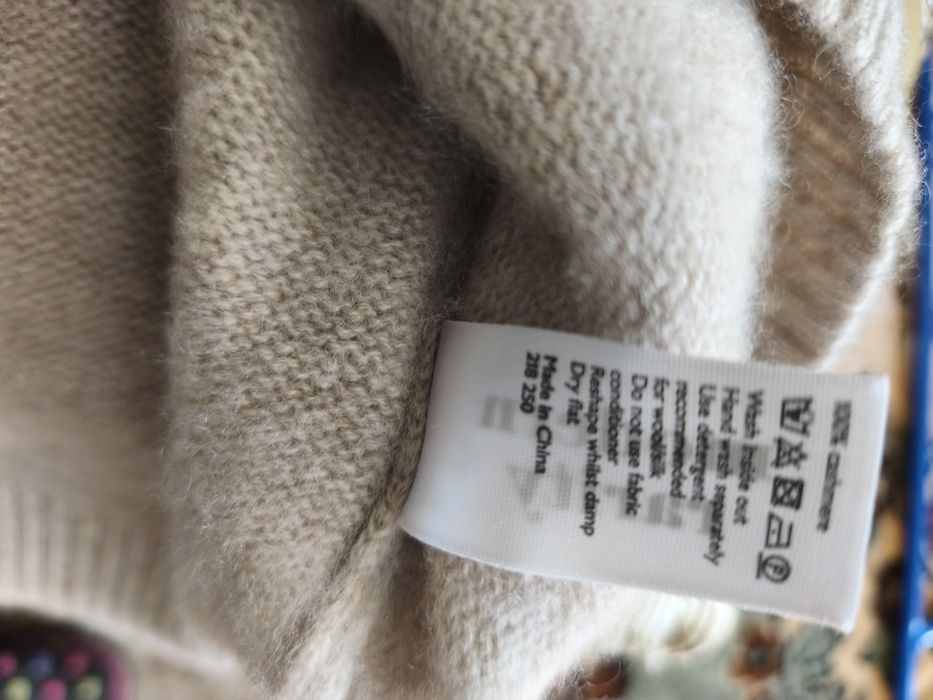 100% cashmere
Wash inside out
Hand wash separately
Use detergent
recommended
for wool/silk
Do not use fabric
conditioner
Reshape whilst damp
Dry flat
Made in China
218 250